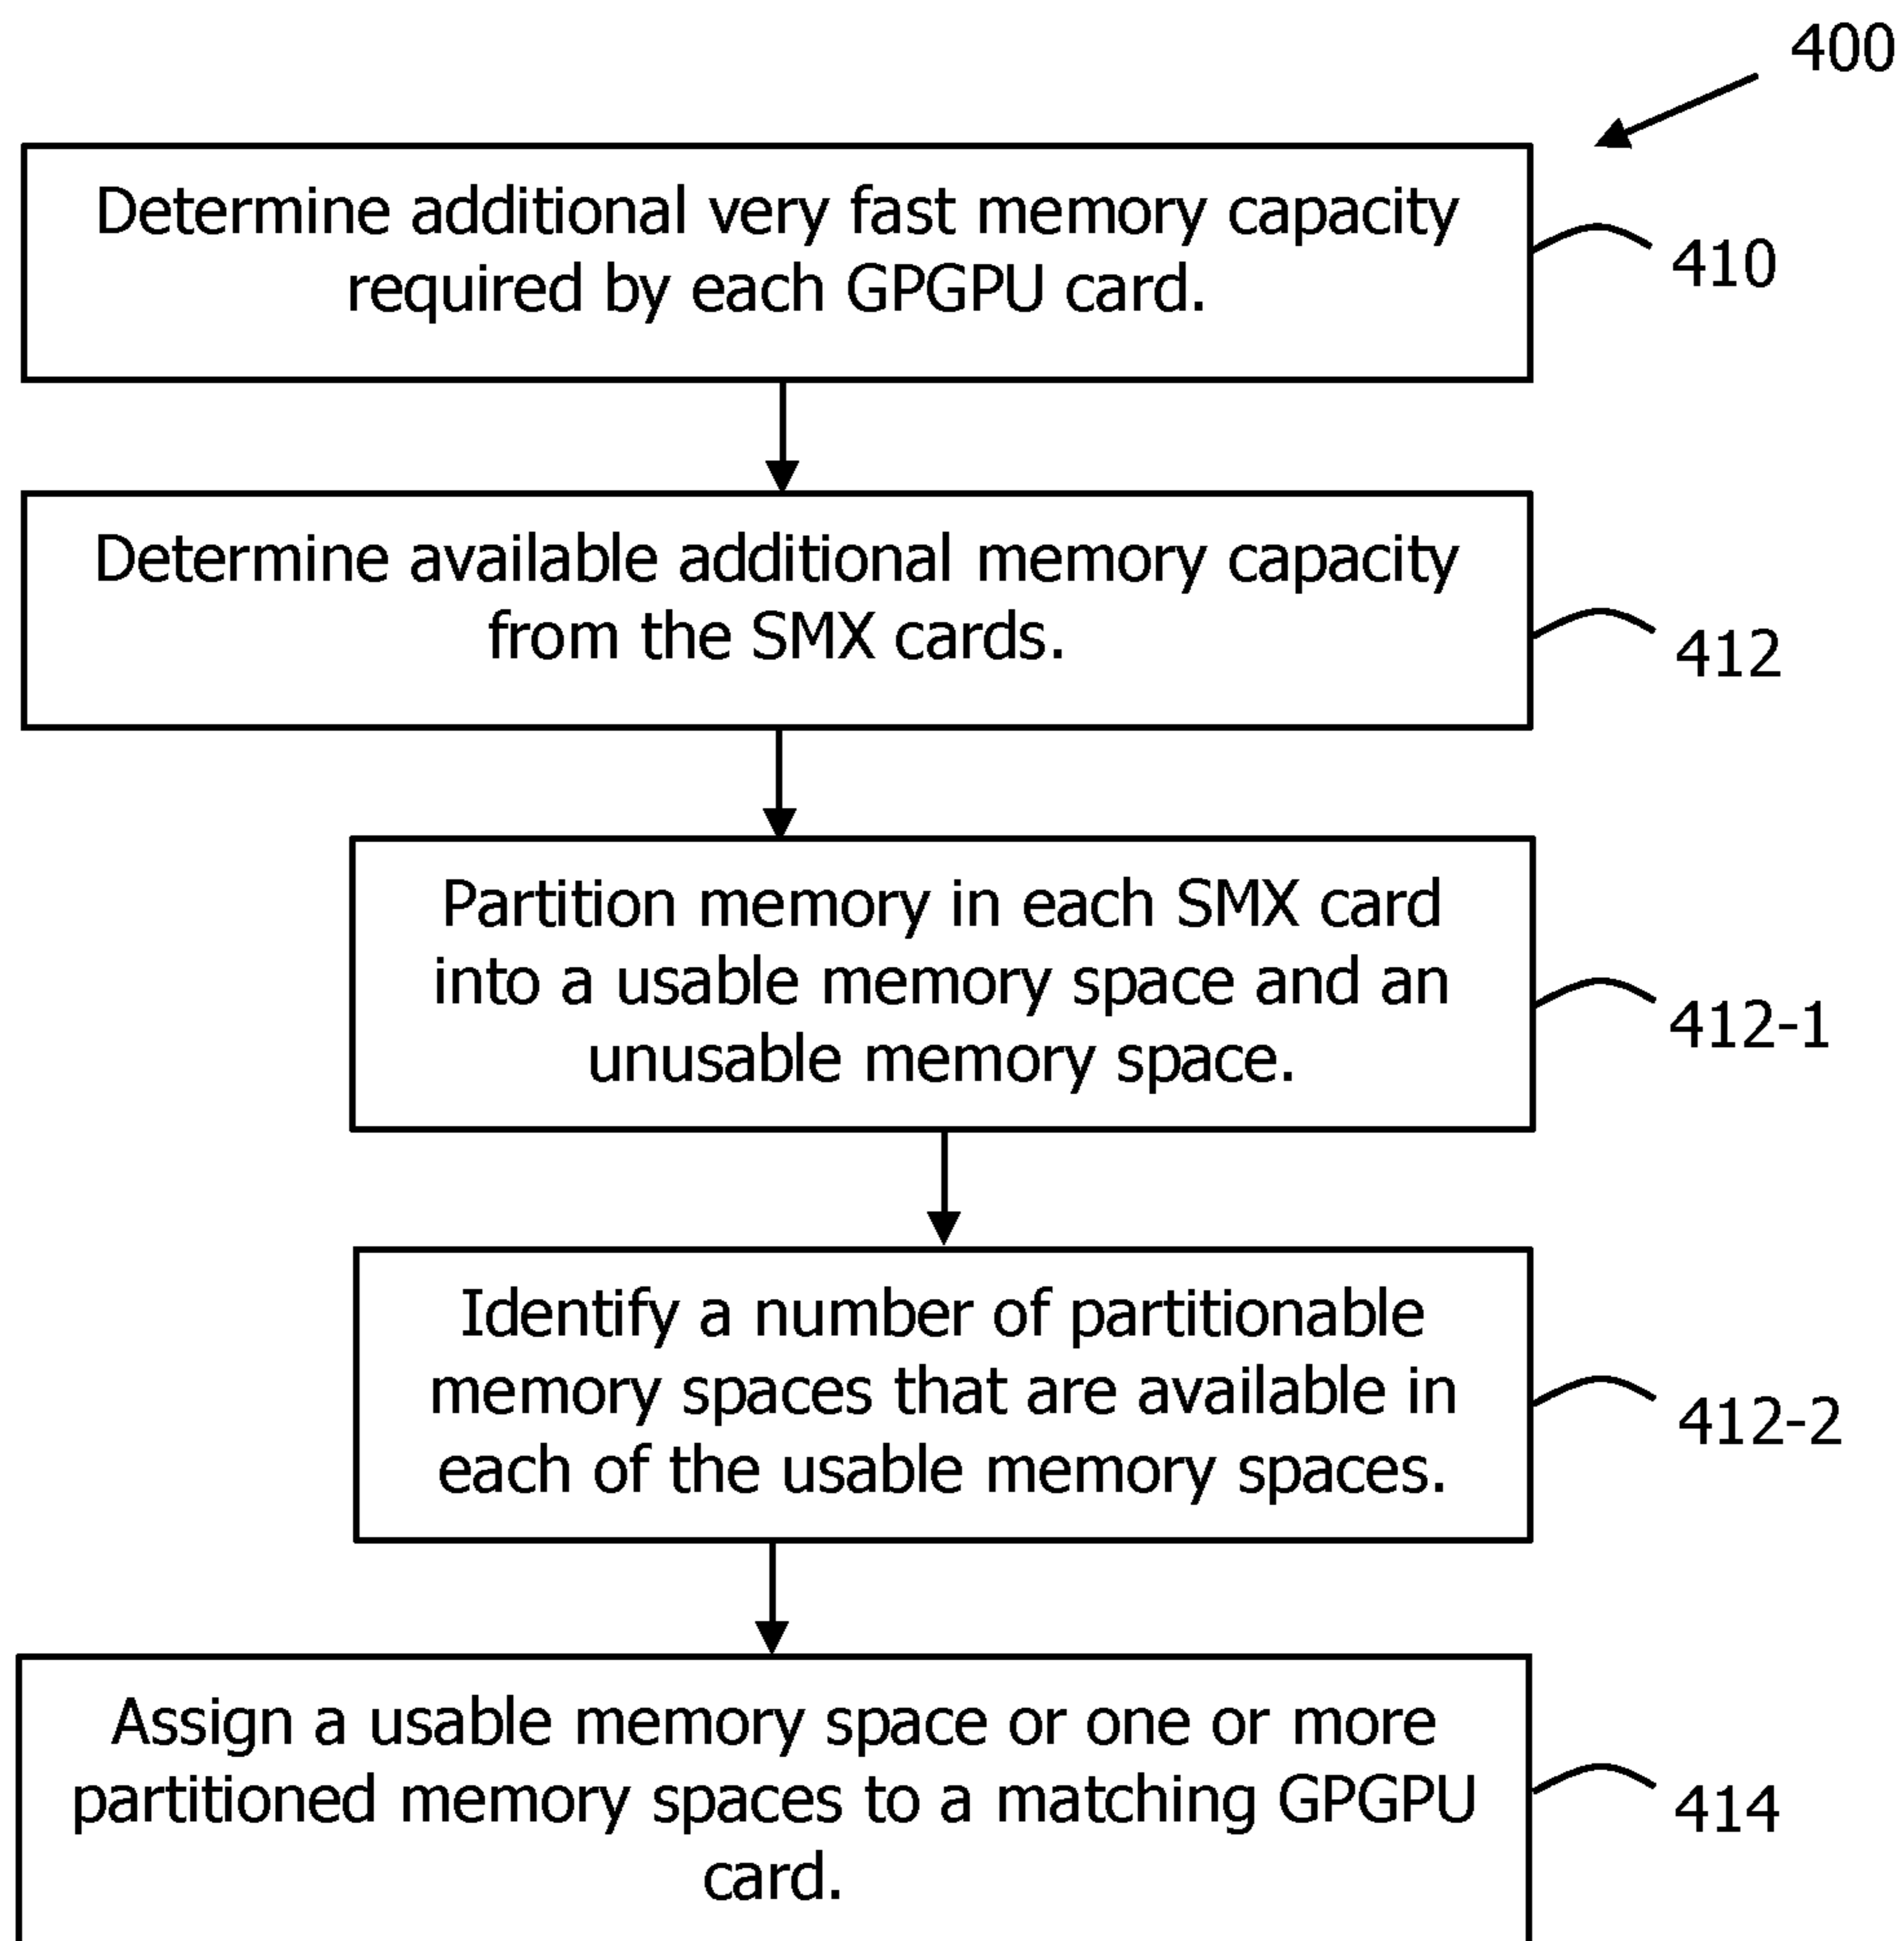 400
Determine additional very fast memory capacity
required by each GPGPU card.
410
Determine available additional memory capacity
from the SMX cards.
412
Partition memory in each SMX card
into a usable memory space and an
unusable memory space.
412-1
Identify a number of partitionable
memory spaces that are available in
each of the usable memory spaces.
412-2
Assign a usable memory space or one or more
partitioned memory spaces to a matching GPGPU
card.
414